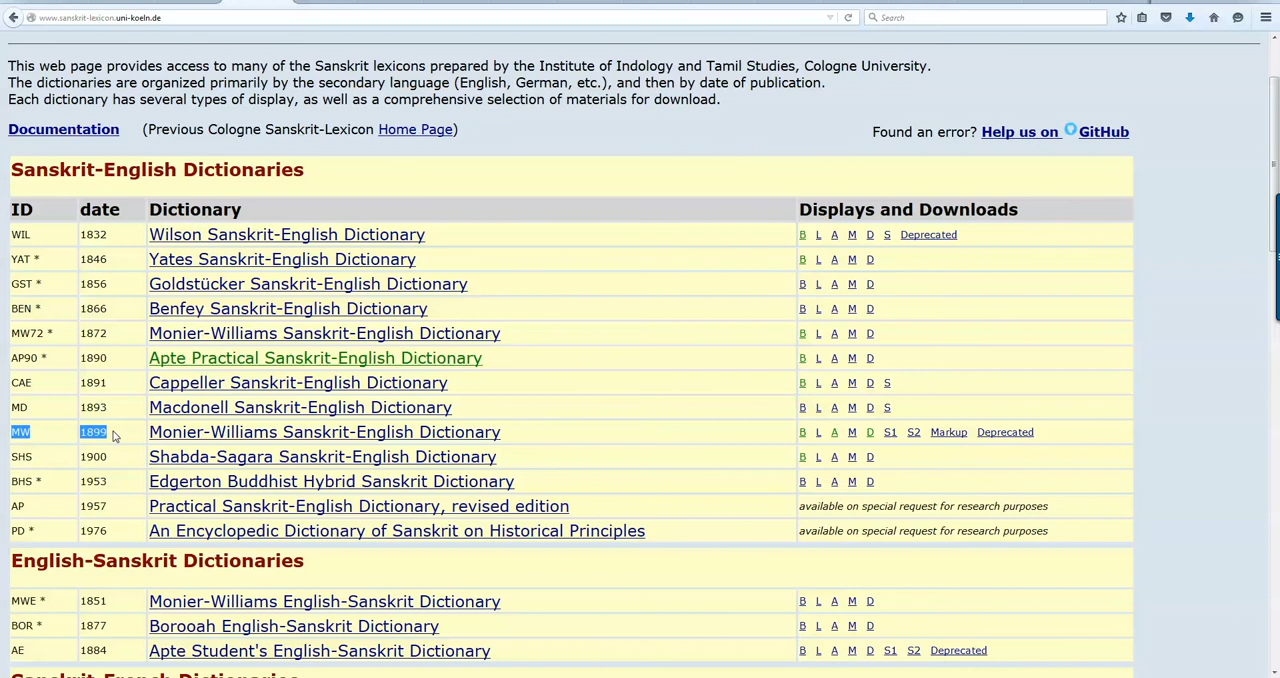 www.sanskrit-lexicon.uni-koeln.de
Search
This web page provides access to many of the Sanskrit lexicons prepared by the Institute of Indology and Tamil Studies, Cologne University.
The dictionaries are organized primarily by the secondary language (English, German, etc.), and then by date of publication.
Each dictionary has several types of display, as well as a comprehensive selection of materials for download.
Documentation (Previous Cologne Sanskrit-Lexicon Home Page)
Found an error? Help us on GitHub
Sanskrit-English Dictionaries
ID date Dictionary Displays and Downloads
WIL 1832 Wilson Sanskrit-English Dictionary B L A M D S Deprecated
YAT * 1846 Yates Sanskrit-English Dictionary B L A M D
GST * 1856 Goldstücker Sanskrit-English Dictionary B L A M D
BEN * 1866 Benfey Sanskrit-English Dictionary B L A M D
MW72 * 1872 Monier-Williams Sanskrit-English Dictionary B L A M D
AP90 * 1890 Apte Practical Sanskrit-English Dictionary B L A M D
CAE 1891 Cappeller Sanskrit-English Dictionary B L A M D S
MD 1893 Macdonell Sanskrit-English Dictionary B L A M D S
MW 1899 Monier-Williams Sanskrit-English Dictionary B L A M D S1 S2 Markup Deprecated
SHS 1900 Shabda-Sagara Sanskrit-English Dictionary B L A M D
BHS * 1953 Edgerton Buddhist Hybrid Sanskrit Dictionary B L A M D
AP 1957 Practical Sanskrit-English Dictionary, revised edition available on special request for research purposes
PD * 1976 An Encyclopedic Dictionary of Sanskrit on Historical Principles available on special request for research purposes
English-Sanskrit Dictionaries
MWE * 1851 Monier-Williams English-Sanskrit Dictionary B L A M D
BOR * 1877 Borooah English-Sanskrit Dictionary B L A M D
AE 1884 Apte Student's English-Sanskrit Dictionary B L A M D S1 S2 Deprecated
Sanskrit-French Dictionaries